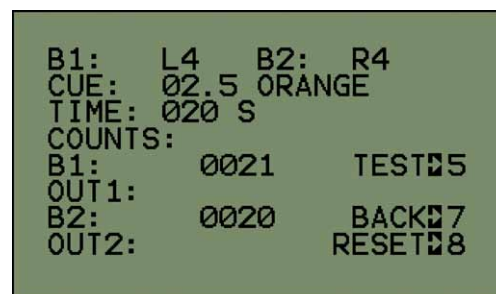 B1: L4 B2: R4
CUE: 02.5 ORANGE
TIME: 020 S
COUNTS:
B1: 0021 TEST▶5
OUT1:
B2: 0020 BACK▶7
OUT2: RESET▶8